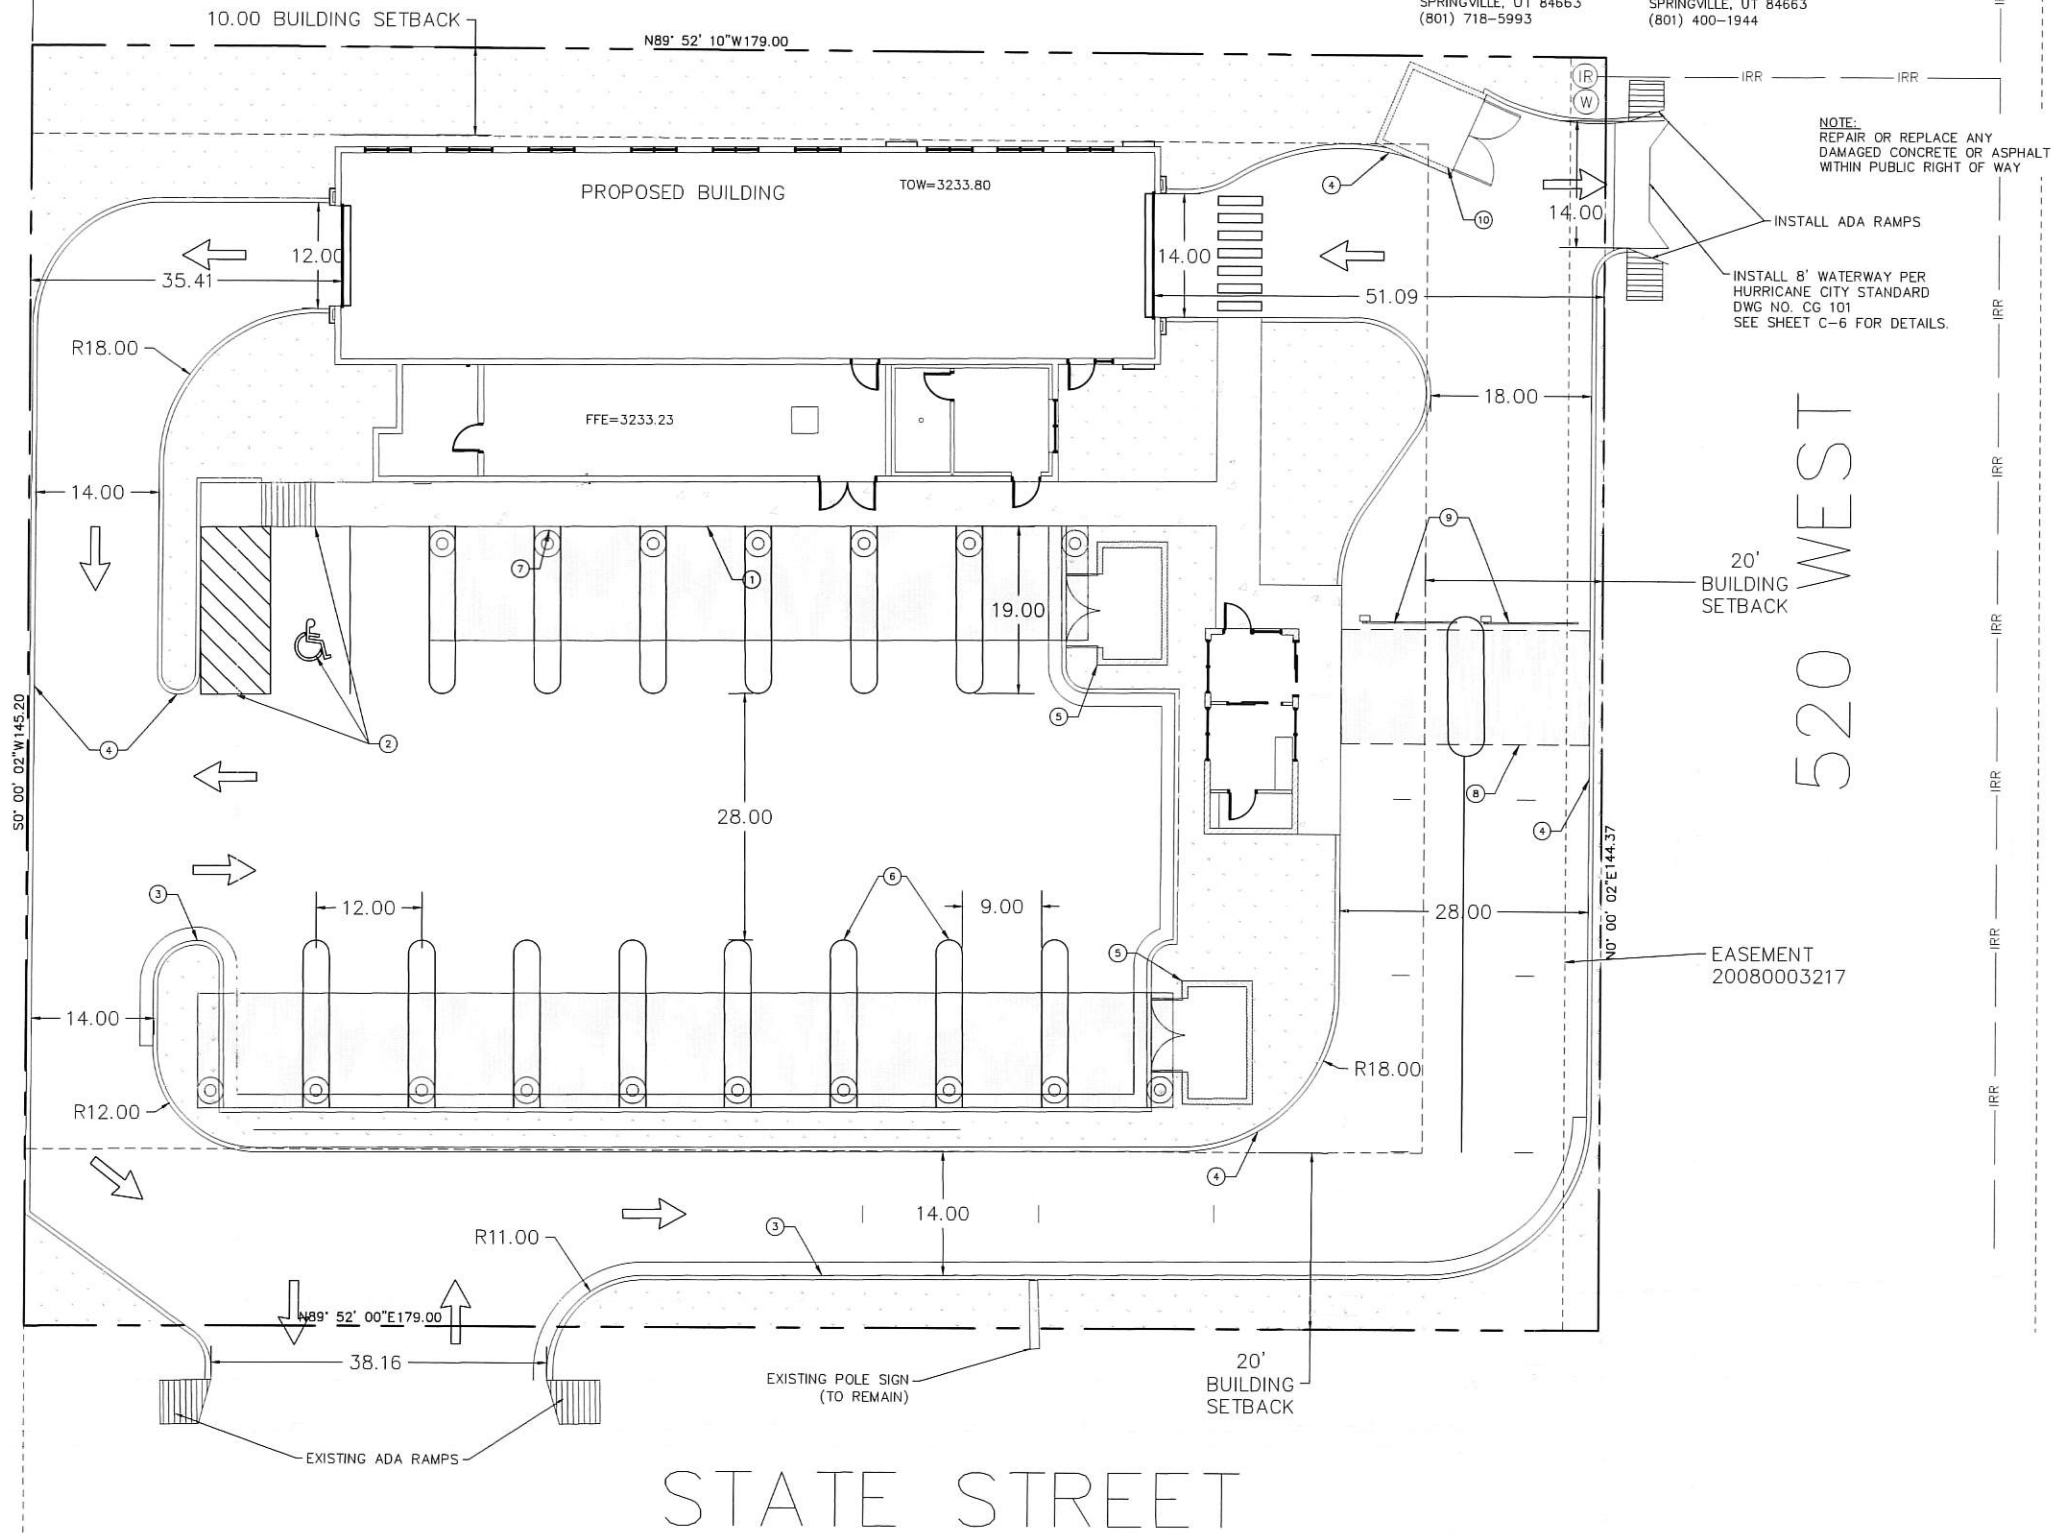 10.00 BUILDING SETBACK
SPRINGVILLE, UT 84663
(801) 718-5993
SPRINGVILLE, UT 84663
(801) 400-1944
N89° 52' 10"W179.00
IR
W
IRR
IRR
NOTE:
REPAIR OR REPLACE ANY
DAMAGED CONCRETE OR ASPHALT
WITHIN PUBLIC RIGHT OF WAY
PROPOSED BUILDING
TOW=3233.80
4
10
14.00
INSTALL ADA RAMPS
12.00
14.00
35.41
51.09
INSTALL 8' WATERWAY PER
HURRICANE CITY STANDARD
DWG NO. CG 101
SEE SHEET C-6 FOR DETAILS.
IRR
R18.00
18.00
FFE=3233.23
IRR
14.00
9
7
1
20'
BUILDING
SETBACK
19.00
IRR
520 WEST
S0° 00' 02"W145.20
5
4
2
IRR
8
28.00
4
N0° 00' 02"E144.37
3
6
12.00
9.00
28.00
IRR
5
EASEMENT
20080003217
14.00
R18.00
R12.00
IRR
4
14.00
3
R11.00
N89° 52' 00"E179.00
38.16
EXISTING POLE SIGN
(TO REMAIN)
20'
BUILDING
SETBACK
EXISTING ADA RAMPS
STATE STREET